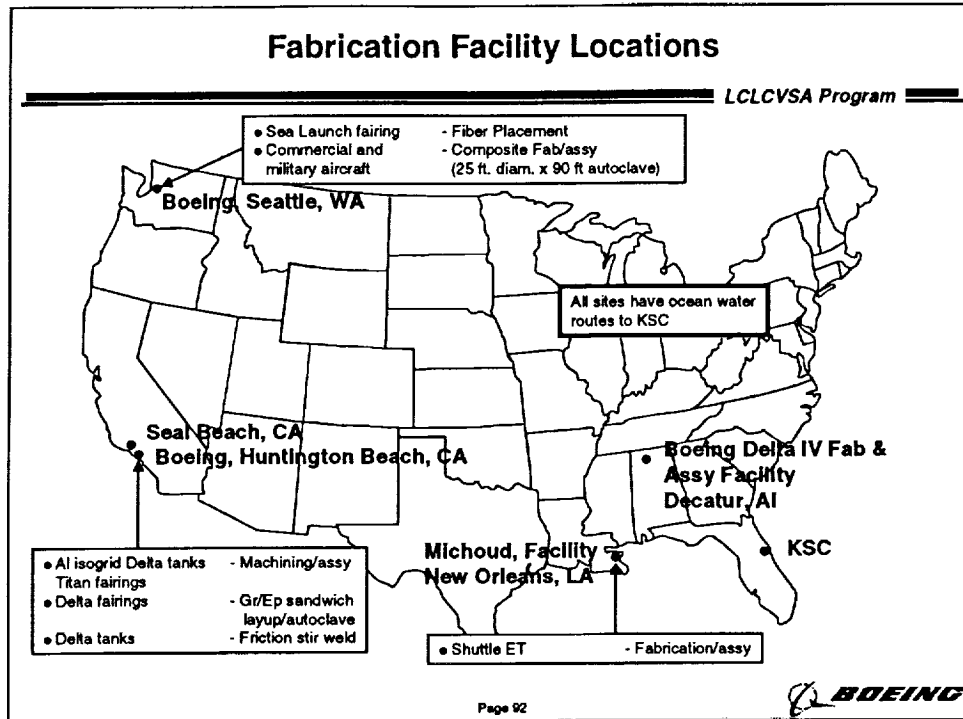 Fabrication Facility Locations
LCLCVSA Program
● Sea Launch fairing - Fiber Placement
● Commercial and - Composite Fab/assy
military aircraft (25 ft. diam. x 90 ft autoclave)
Boeing, Seattle, WA
All sites have ocean water
routes to KSC
Seal Beach, CA
Boeing, Huntington Beach, CA
Boeing Delta IV Fab &
Assy Facility
Decatur, Al
● Al isogrid Delta tanks - Machining/assy
Titan fairings
● Delta fairings - Gr/Ep sandwich
layup/autoclave
● Delta tanks - Friction stir weld
Michoud, Facility
New Orleans, LA
KSC
● Shuttle ET - Fabrication/assy
Page 92
BOEING